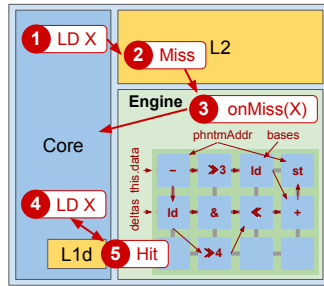 1 LD X
L2
2 Miss
Engine
3 onMiss(X)
phntmAddr bases
Core
this.data
deltas
− ≫3 ld st
ld & ≪ +
≫4
4 LD X
L1d
5 Hit